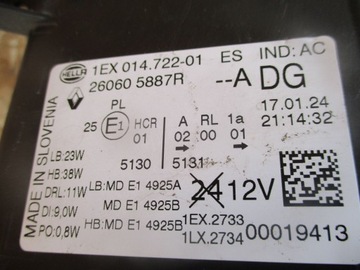 HELLA 1EX 014.722-01 ES IND: AC
26060 5887R --A DG
PL 17.01.24
25 E1 HCR A RL 1a 21:14:32
01 02 00 01
5130 5131
MADE IN SLOVENIA
LB:23W
HB:38W
DRL:11W
DI:9,0W
PO:0,8W
LB:MD E1 4925A
MD E1 4925B
HB:MD E1 4925B
24 12V
1EX.2733
1LX.2734 00019413